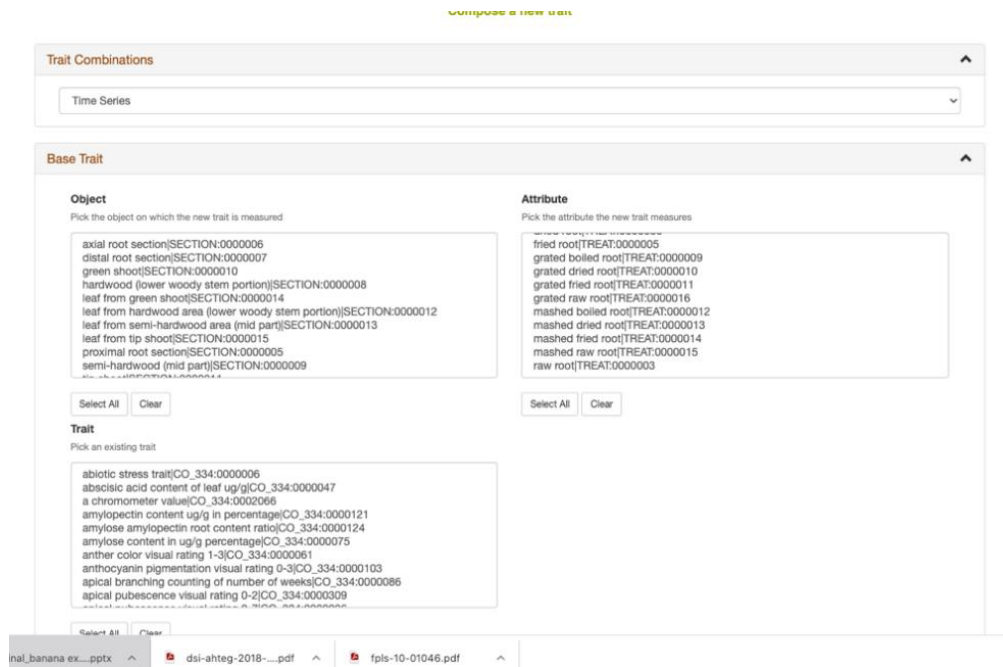 Compose a new trait
Trait Combinations
Time Series
Base Trait
Object
Pick the object on which the new trait is measured
axial root section|SECTION:0000006
distal root section|SECTION:0000007
green shoot|SECTION:0000010
hardwood (lower woody stem portion)|SECTION:0000008
leaf from green shoot|SECTION:0000014
leaf from hardwood area (lower woody stem portion)|SECTION:0000012
leaf from semi-hardwood area (mid part)|SECTION:0000013
leaf from tip shoot|SECTION:0000015
proximal root section|SECTION:0000005
semi-hardwood (mid part)|SECTION:0000009
Select All Clear
Attribute
Pick the attribute the new trait measures
fried root|TREAT:0000005
grated boiled root|TREAT:0000009
grated dried root|TREAT:0000010
grated fried root|TREAT:0000011
grated raw root|TREAT:0000016
mashed boiled root|TREAT:0000012
mashed dried root|TREAT:0000013
mashed fried root|TREAT:0000014
mashed raw root|TREAT:0000015
raw root|TREAT:0000003
Select All Clear
Trait
Pick an existing trait
abiotic stress trait|CO_334:0000006
abscisic acid content of leaf ug/g|CO_334:0000047
a chromometer value|CO_334:0002066
amylopectin content ug/g in percentage|CO_334:0000121
amylose amylopectin root content ratio|CO_334:0000124
amylose content in ug/g percentage|CO_334:0000075
anther color visual rating 1-3|CO_334:0000061
anthocyanin pigmentation visual rating 0-3|CO_334:0000103
apical branching counting of number of weeks|CO_334:0000086
apical pubescence visual rating 0-2|CO_334:0000309
Select All Clear
inal_banana ex....pptx dsi-ahteg-2018-....pdf fpls-10-01046.pdf